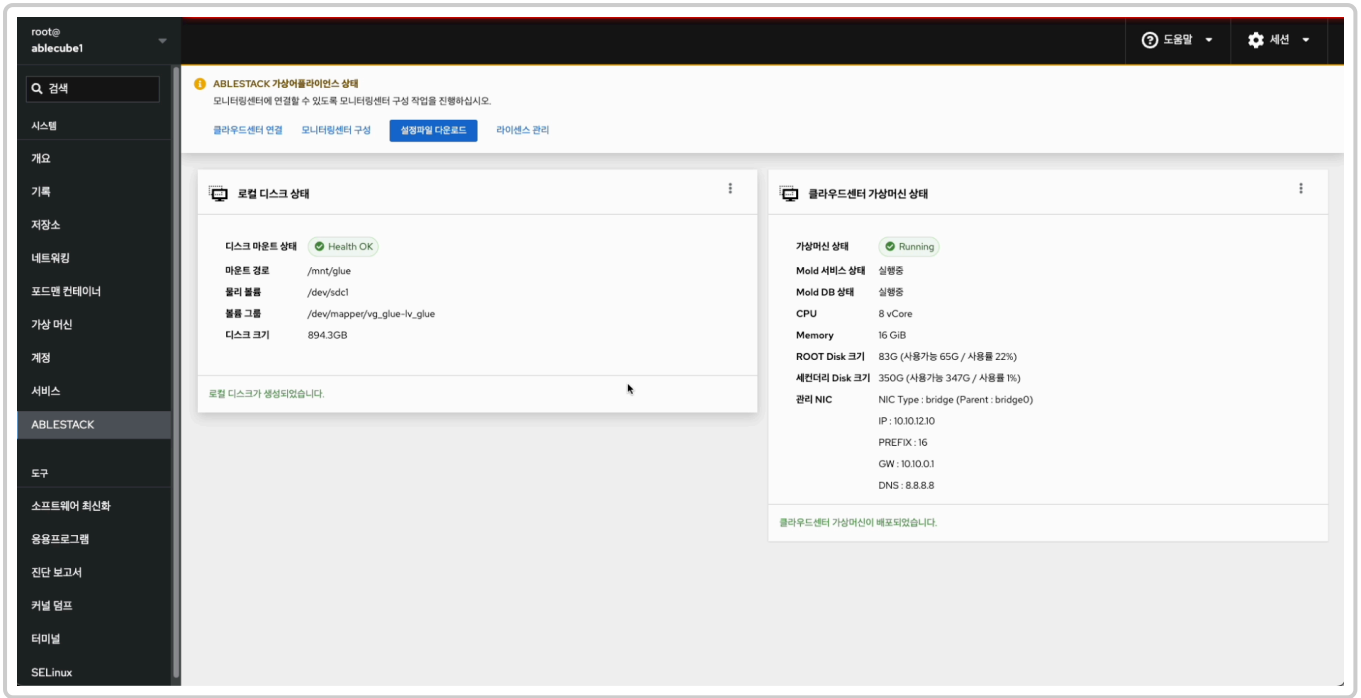 root@
ablecube1
도움말
세션
검색
시스템
개요
기록
저장소
네트워킹
포드맨 컨테이너
가상 머신
계정
서비스
ABLESTACK
도구
소프트웨어 최신화
응용프로그램
진단 보고서
커널 덤프
터미널
SELinux
ABLESTACK 가상어플라이언스 상태
모니터링센터에 연결할 수 있도록 모니터링센터 구성 작업을 진행하십시오.
클라우드센터 연결 모니터링센터 구성 설정파일 다운로드 라이센스 관리
로컬 디스크 상태
디스크 마운트 상태 Health OK
마운트 경로 /mnt/glue
물리 볼륨 /dev/sdc1
볼륨 그룹 /dev/mapper/vg_glue-lv_glue
디스크 크기 894.3GB
로컬 디스크가 생성되었습니다.
클라우드센터 가상머신 상태
가상머신 상태 Running
Mold 서비스 상태 실행중
Mold DB 상태 실행중
CPU 8 vCore
Memory 16 GiB
ROOT Disk 크기 83G (사용가능 65G / 사용률 22%)
세컨더리 Disk 크기 350G (사용가능 347G / 사용률 1%)
관리 NIC NIC Type : bridge (Parent : bridge0)
IP : 10.10.12.10
PREFIX : 16
GW : 10.10.0.1
DNS : 8.8.8.8
클라우드센터 가상머신이 배포되었습니다.